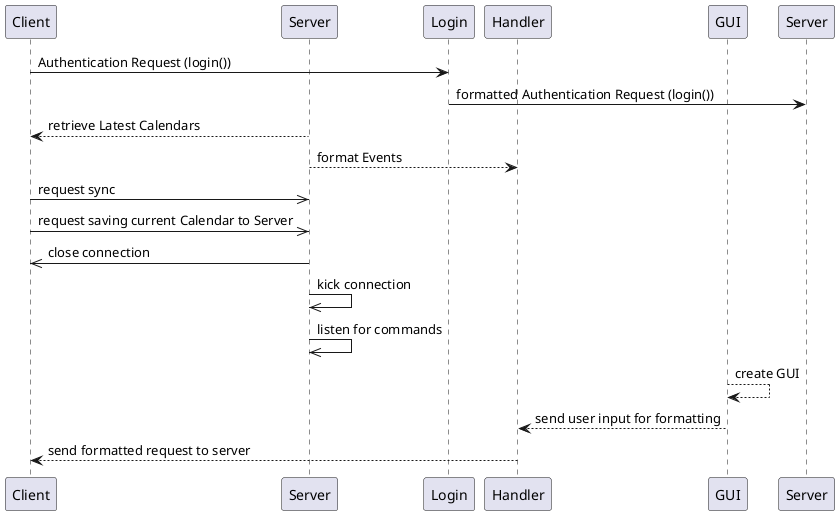 Client
Server
Login
Handler
GUI
Server
Authentication Request (login())
formatted Authentication Request (login())
retrieve Latest Calendars
format Events
request sync
request saving current Calendar to Server
close connection
kick connection
listen for commands
create GUI
send user input for formatting
send formatted request to server
Client
Server
Login
Handler
GUI
Server